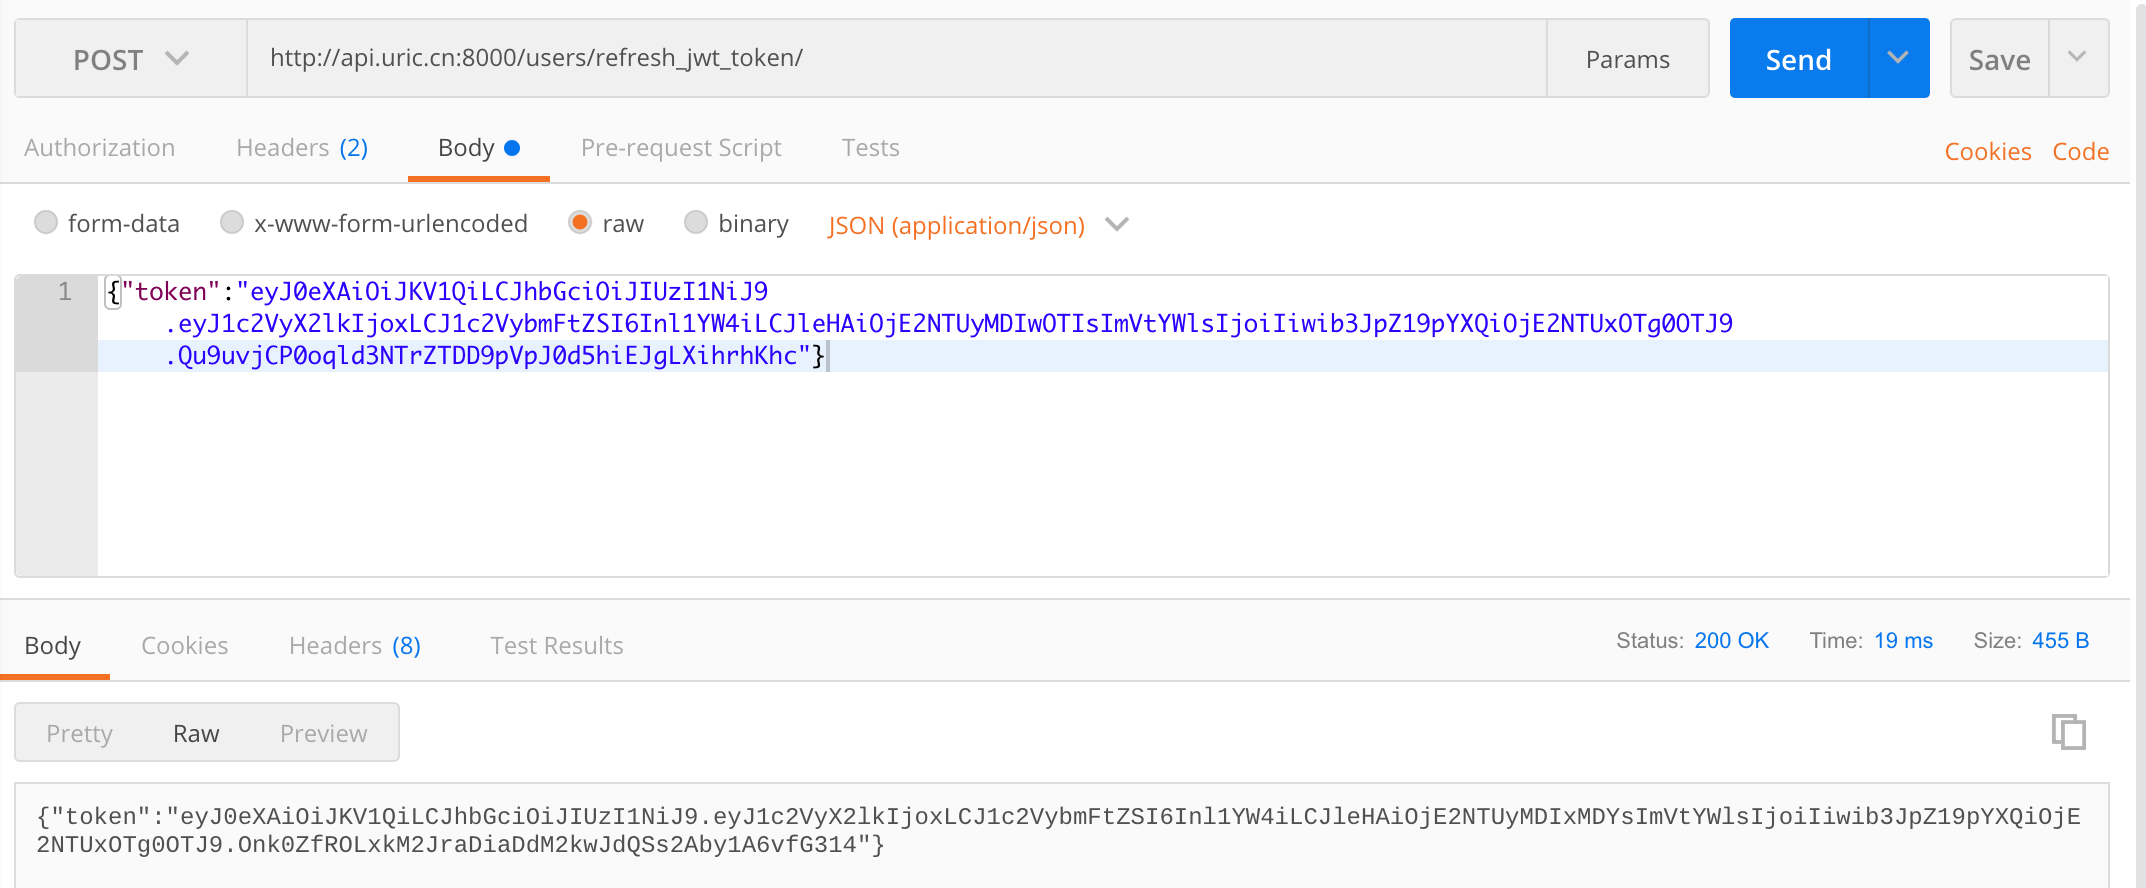 POST http://api.uric.cn:8000/users/refresh_jwt_token/ Params Send Save
Authorization Headers (2) Body Pre-request Script Tests Cookies Code
form-data x-www-form-urlencoded raw binary JSON (application/json)
1 {"token":"eyJ0eXAiOiJKV1QiLCJhbGciOiJIUzI1NiJ9
.eyJ1c2VyX2lkIjoxLCJ1c2VybmFtZSI6Inl1YW4iLCJleHAiOjE2NTUyMDIwOTIsImVtYWlsIjoiIiwib3JpZ19pYXQiOjE2NTUxOTg0OTJ9
.Qu9uvjCP0oqld3NTrZTDD9pVpJ0d5hiEJgLXihrhKhc"}
Body Cookies Headers (8) Test Results Status: 200 OK Time: 19 ms Size: 455 B
Pretty Raw Preview
{"token":"eyJ0eXAiOiJKV1QiLCJhbGciOiJIUzI1NiJ9.eyJ1c2VyX2lkIjoxLCJ1c2VybmFtZSI6Inl1YW4iLCJleHAiOjE2NTUyMDIxMDYsImVtYWlsIjoiIiwib3JpZ19pYXQiOjE
2NTUxOTg0OTJ9.Onk0ZfROLxkM2JraDiaDdM2kwJdQSs2Aby1A6vfG314"}